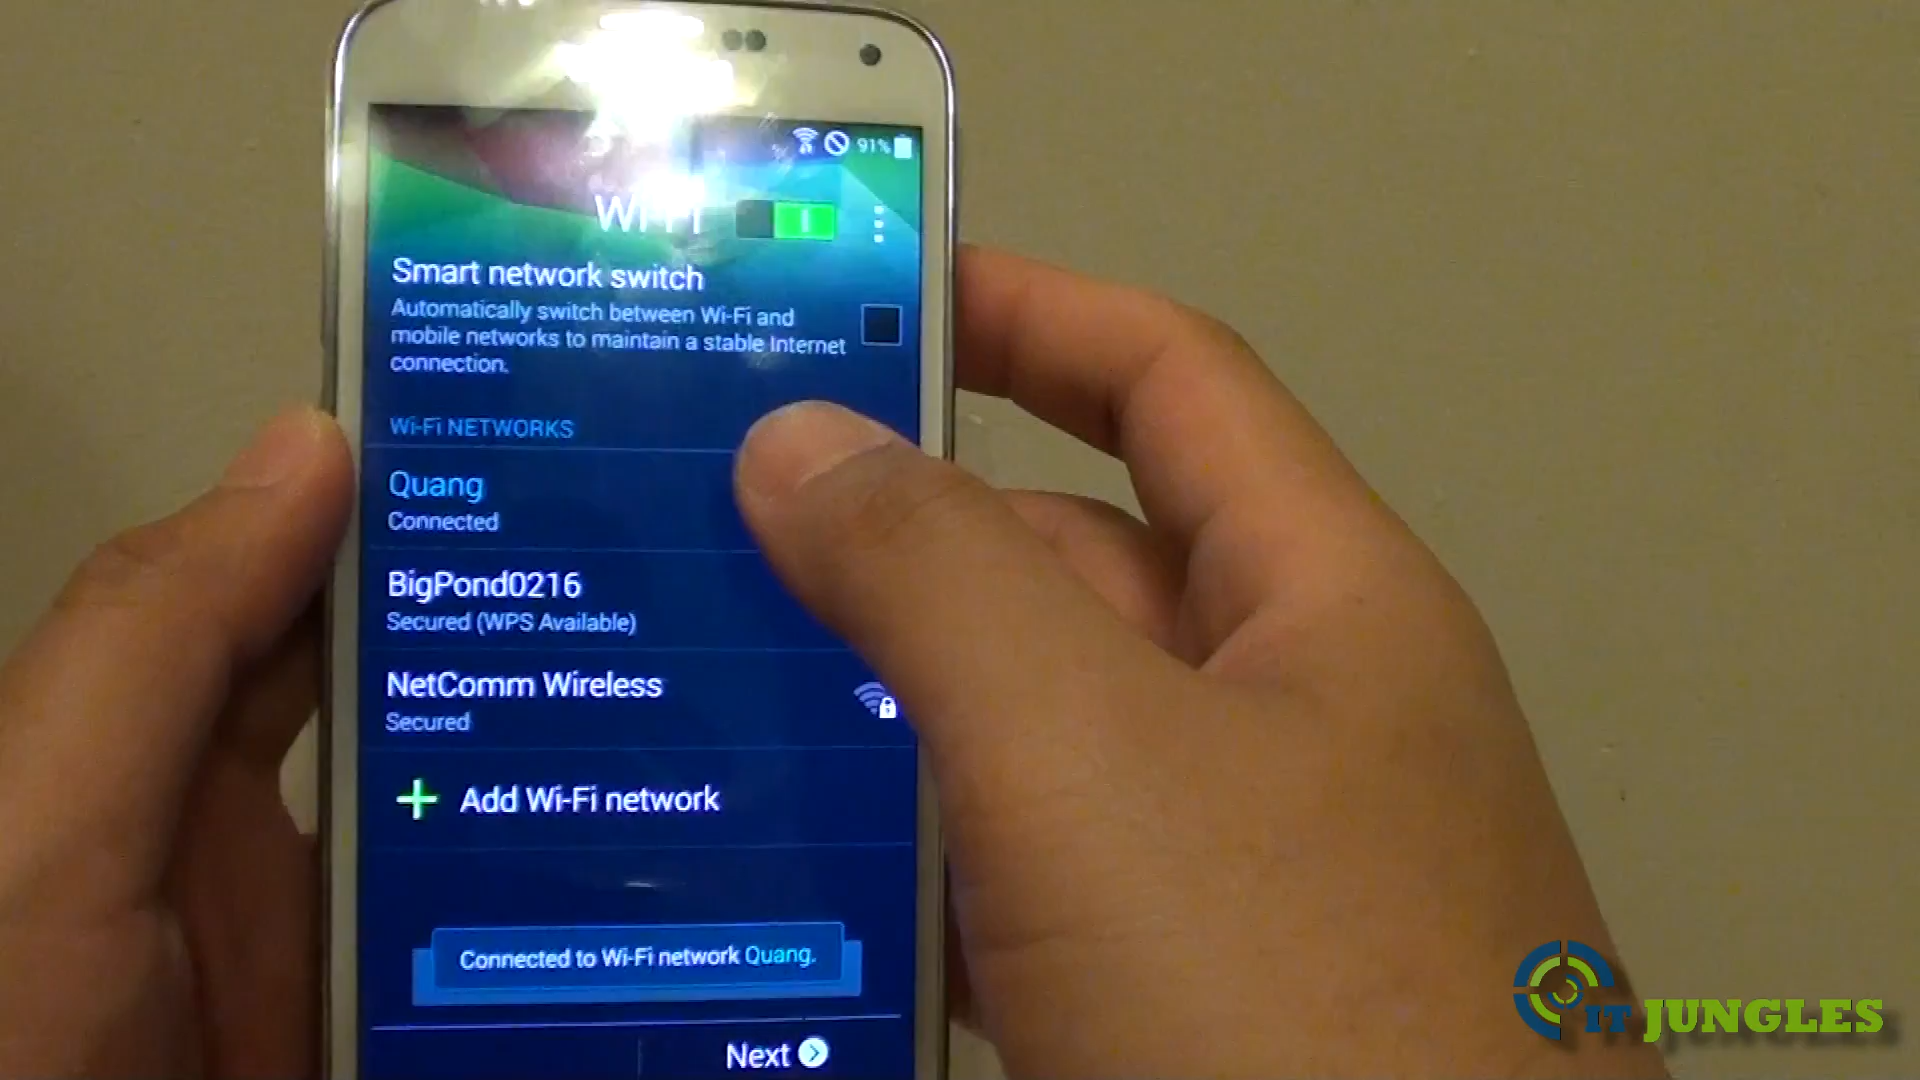 91%
Wi-Fi
Smart network switch
Automatically switch between Wi-Fi and
mobile networks to maintain a stable Internet
connection.
Wi-Fi NETWORKS
Quang
Connected
BigPond0216
Secured (WPS Available)
NetComm Wireless
Secured
Add Wi-Fi network
Connected to Wi-Fi network Quang.
Next
IT JUNGLES